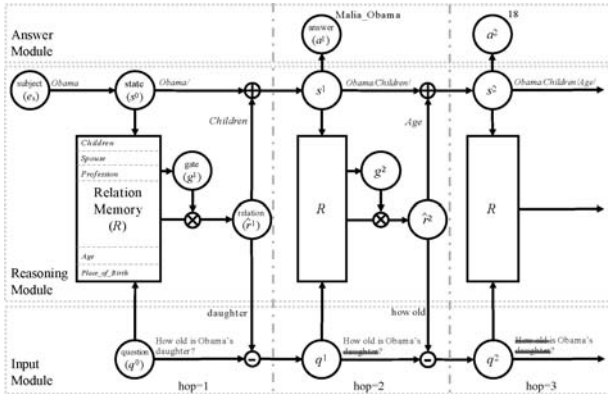 Answer
Module
Malia_Obama
18
answer
(a¹)
a²
subject
(eₛ)
Obama
state
(s⁰)
Obama/
s¹
Obama/Children/
s²
Obama/Children/Age/
Children
Age
Children
Spouse
Profession
Relation
Memory
(R)
Age
Place_of_Birth
gate
(g¹)
relation
(r̂¹)
R
g²
r̂²
R
Reasoning
Module
daughter
how old
Input
Module
question
(q⁰)
How old is Obama's
daughter?
q¹
How old is Obama's
daughter?
q²
How old is Obama's
daughter?
hop=1
hop=2
hop=3